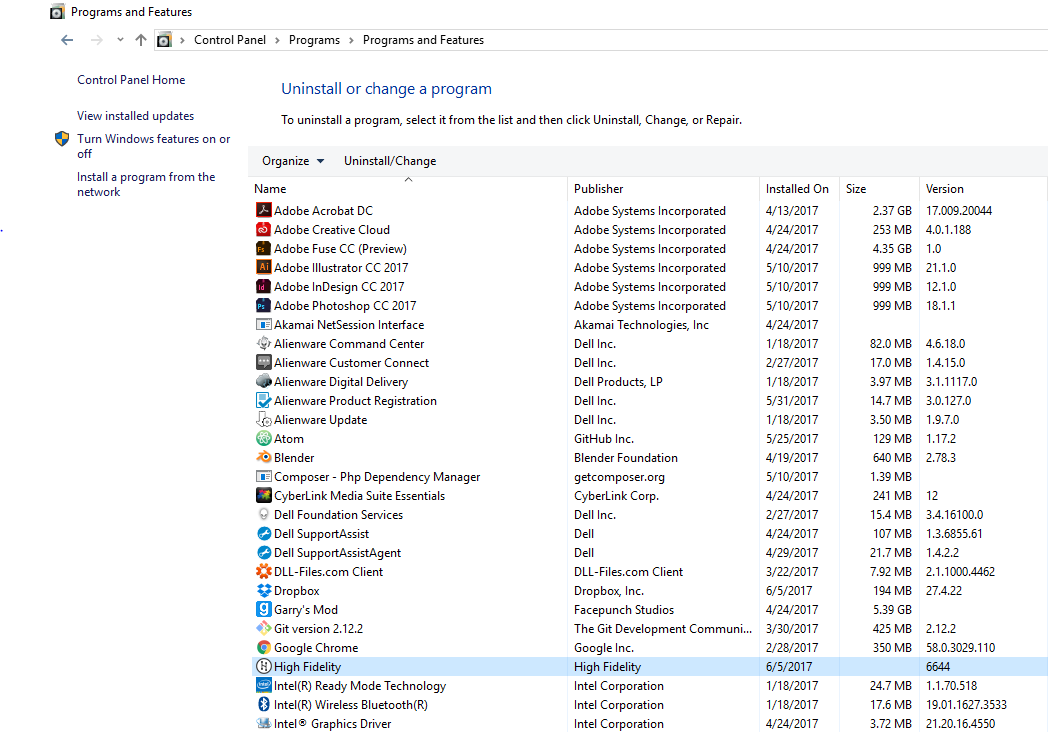 Programs and Features
Control Panel > Programs > Programs and Features
Control Panel Home
View installed updates
Turn Windows features on or
off
Install a program from the
network
Uninstall or change a program
To uninstall a program, select it from the list and then click Uninstall, Change, or Repair.
Organize Uninstall/Change
Name Publisher Installed On Size Version
Adobe Acrobat DC Adobe Systems Incorporated 4/13/2017 2.37 GB 17.009.20044
Adobe Creative Cloud Adobe Systems Incorporated 4/24/2017 253 MB 4.0.1.188
Adobe Fuse CC (Preview) Adobe Systems Incorporated 4/24/2017 4.35 GB 1.0
Adobe Illustrator CC 2017 Adobe Systems Incorporated 5/10/2017 999 MB 21.1.0
Adobe InDesign CC 2017 Adobe Systems Incorporated 5/10/2017 999 MB 12.1.0
Adobe Photoshop CC 2017 Adobe Systems Incorporated 5/10/2017 999 MB 18.1.1
Akamai NetSession Interface Akamai Technologies, Inc 4/24/2017
Alienware Command Center Dell Inc. 1/18/2017 82.0 MB 4.6.18.0
Alienware Customer Connect Dell Inc. 2/27/2017 17.0 MB 1.4.15.0
Alienware Digital Delivery Dell Products, LP 1/18/2017 3.97 MB 3.1.1117.0
Alienware Product Registration Dell Inc. 5/31/2017 14.7 MB 3.0.127.0
Alienware Update Dell Inc. 1/18/2017 3.50 MB 1.9.7.0
Atom GitHub Inc. 5/25/2017 129 MB 1.17.2
Blender Blender Foundation 4/19/2017 640 MB 2.78.3
Composer - Php Dependency Manager getcomposer.org 5/10/2017 1.39 MB
CyberLink Media Suite Essentials CyberLink Corp. 4/24/2017 241 MB 12
Dell Foundation Services Dell Inc. 2/27/2017 15.4 MB 3.4.16100.0
Dell SupportAssist Dell 4/24/2017 107 MB 1.3.6855.61
Dell SupportAssistAgent Dell 4/29/2017 21.7 MB 1.4.2.2
DLL-Files.com Client DLL-Files.com Client 3/22/2017 7.92 MB 2.1.1000.4462
Dropbox Dropbox, Inc. 6/5/2017 194 MB 27.4.22
Garry's Mod Facepunch Studios 4/24/2017 5.39 GB
Git version 2.12.2 The Git Development Communi... 3/30/2017 425 MB 2.12.2
Google Chrome Google Inc. 2/28/2017 350 MB 58.0.3029.110
High Fidelity High Fidelity 6/5/2017 6644
Intel(R) Ready Mode Technology Intel Corporation 1/18/2017 24.7 MB 1.1.70.518
Intel(R) Wireless Bluetooth(R) Intel Corporation 1/18/2017 17.6 MB 19.01.1627.3533
Intel® Graphics Driver Intel Corporation 4/24/2017 3.72 MB 21.20.16.4550